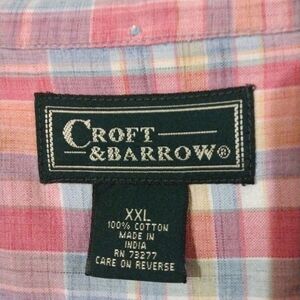 CROFT
&BARROW®
XXL
100% COTTON
MADE IN
INDIA
RN 73277
CARE ON REVERSE